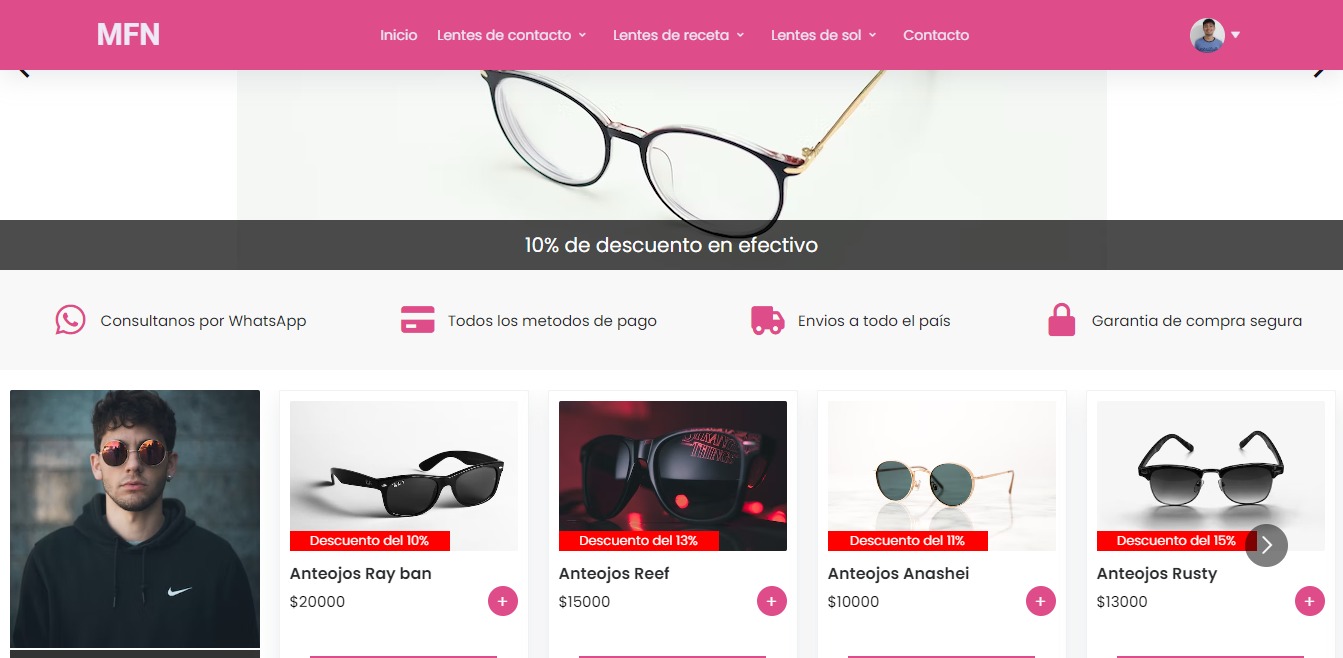 MFN
Inicio
Lentes de contacto
Lentes de receta
Lentes de sol
Contacto
10% de descuento en efectivo
Consultanos por WhatsApp
Todos los metodos de pago
Envios a todo el país
Garantia de compra segura
Descuento del 10%
Anteojos Ray ban
$20000
+
STRANGER
THINGS
Descuento del 13%
Anteojos Reef
$15000
+
Descuento del 11%
Anteojos Anashei
$10000
+
Descuento del 15%
Anteojos Rusty
$13000
+